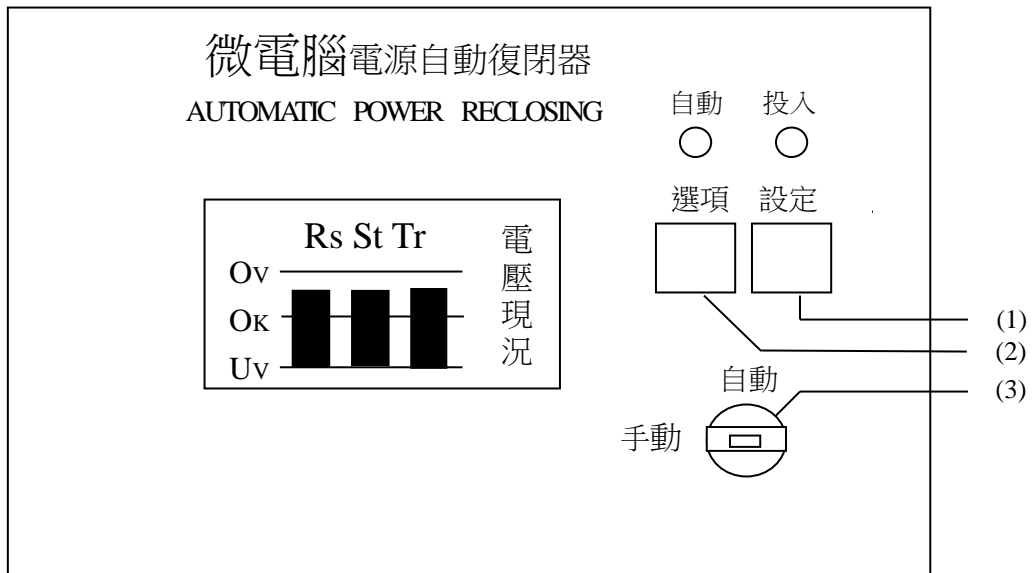 微電腦電源自動復閉器
AUTOMATIC POWER RECLOSING
自動 投入
選項 設定
Rs St Tr
OV
OK
UV
電壓現況
(1)
(2)
(3)
自動
手動